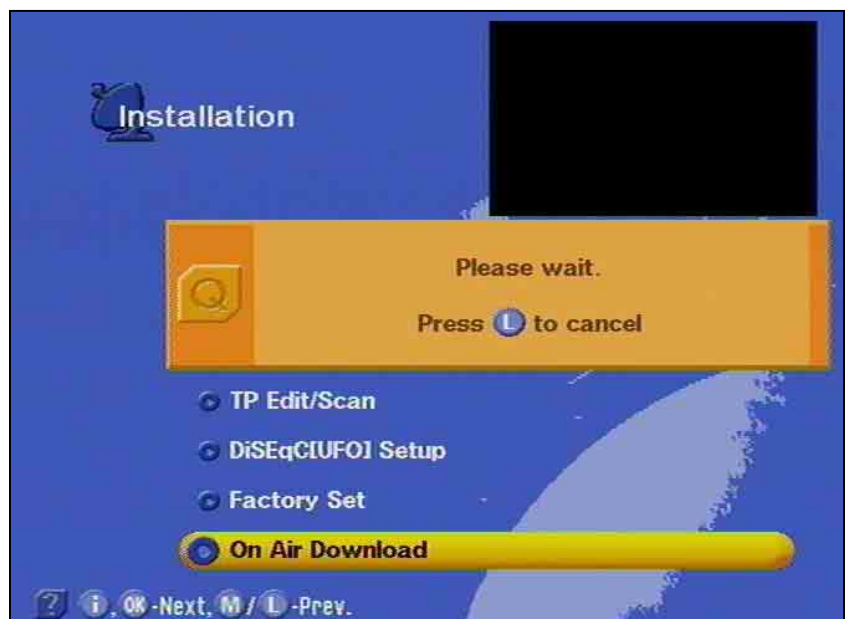 Installation
Q
Please wait.
Press L to cancel
TP Edit/Scan
DiSEqC[UFO] Setup
Factory Set
On Air Download
? i, OK -Next, M / L -Prev.